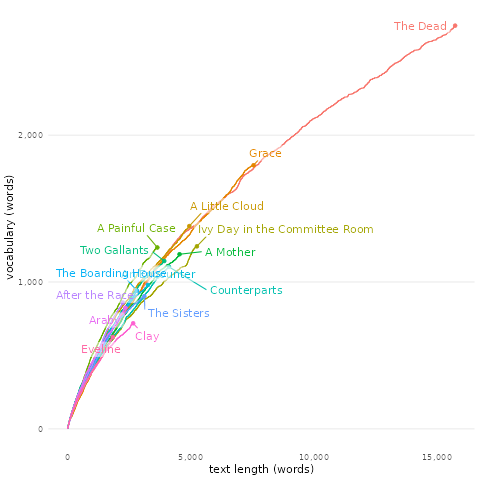 The Dead
2,000
Grace
A Little Cloud
A Painful Case
Ivy Day in the Committee Room
Two Gallants
A Mother
The Boarding House
1,000
After the Race
Counterparts
The Sisters
Araby
Clay
Eveline
0
0
5,000
10,000
15,000
text length (words)
vocabulary (words)